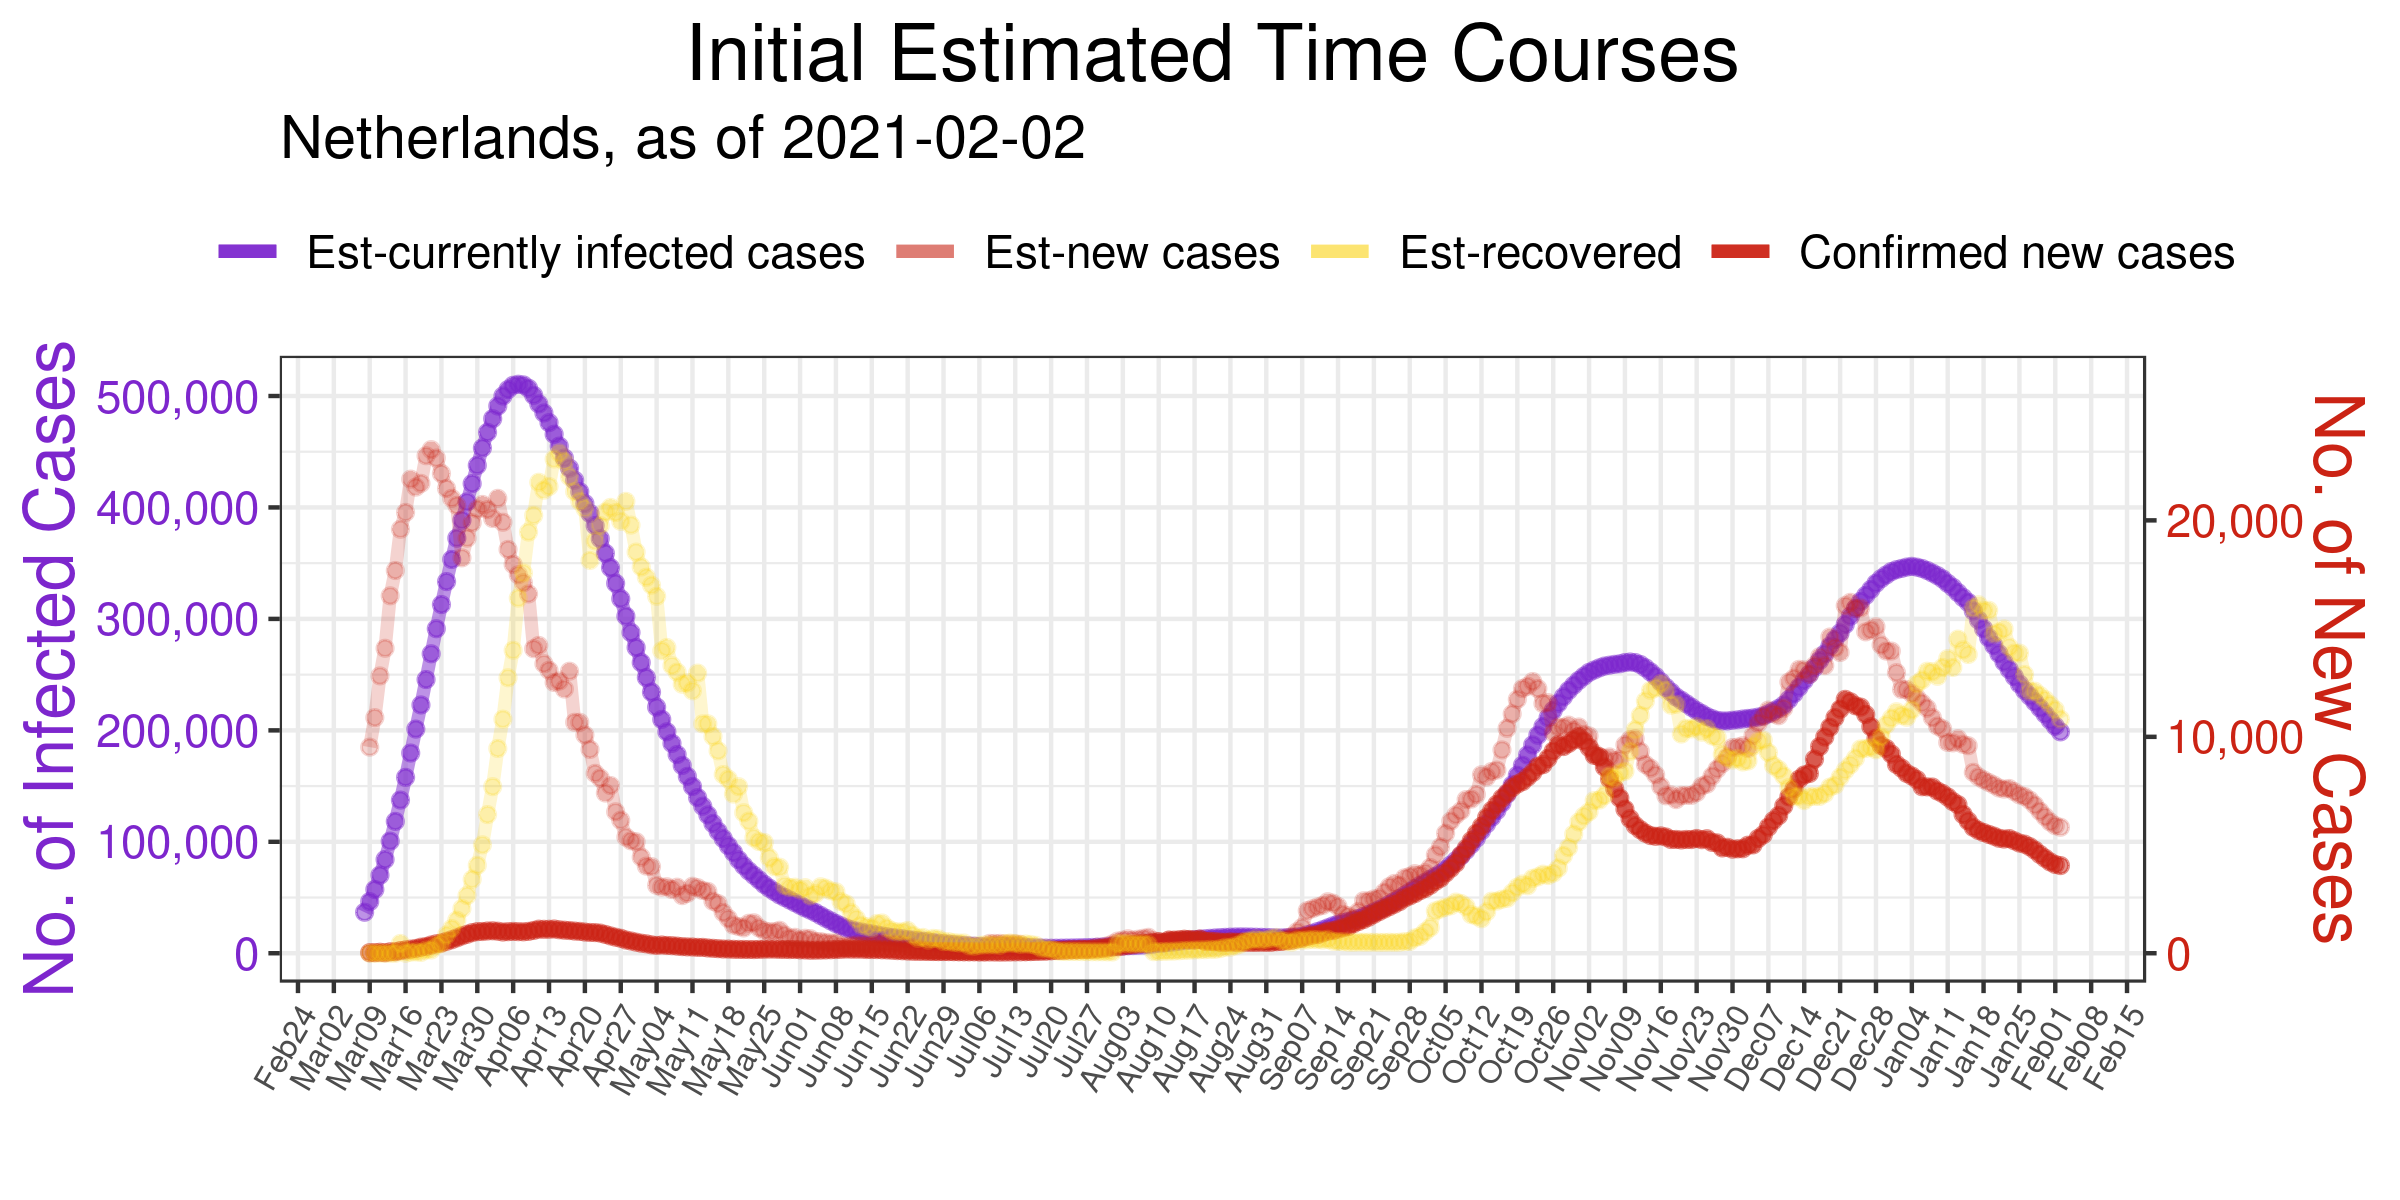 Initial Estimated Time Courses
Netherlands, as of 2021-02-02
Est-currently infected cases Est-new cases Est-recovered Confirmed new cases
No. of Infected Cases
500,000
400,000
300,000
200,000
100,000
0
20,000
10,000
0
No. of New Cases
Feb24 Mar02 Mar09 Mar16 Mar23 Mar30 Apr06 Apr13 Apr20 Apr27 May04 May11 May18 May25 Jun01 Jun08 Jun15 Jun22 Jun29 Jul06 Jul13 Jul20 Jul27 Aug03 Aug10 Aug17 Aug24 Aug31 Sep07 Sep14 Sep21 Sep28 Oct05 Oct12 Oct19 Oct26 Nov02 Nov09 Nov16 Nov23 Nov30 Dec07 Dec14 Dec21 Dec28 Jan04 Jan11 Jan18 Jan25 Feb01 Feb08 Feb15